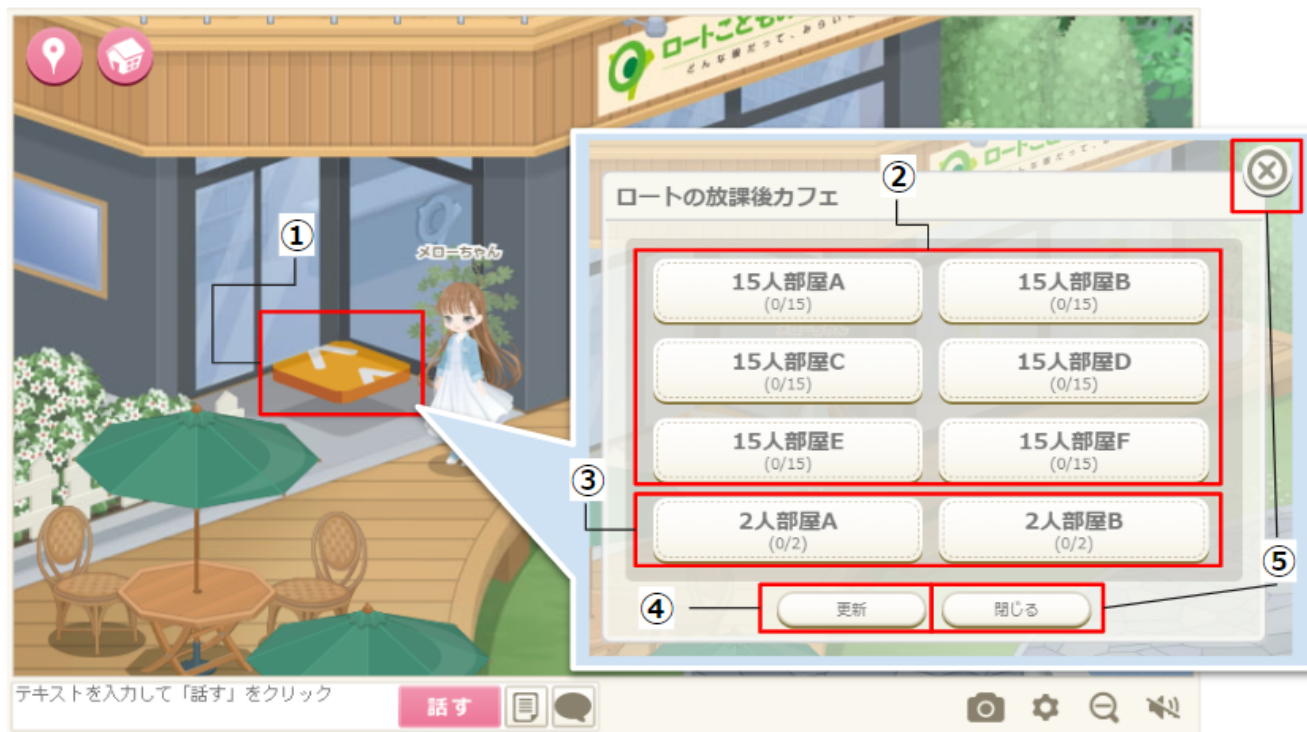 ロートこどもみ
どんな夢だって、みらい
メローちゃん
①
ロートの放課後カフェ
②
15人部屋A
(0/15)
15人部屋B
(0/15)
15人部屋C
(0/15)
15人部屋D
(0/15)
15人部屋E
(0/15)
15人部屋F
(0/15)
③
2人部屋A
(0/2)
2人部屋B
(0/2)
④
更新
閉じる
⑤
テキストを入力して「話す」をクリック
話す